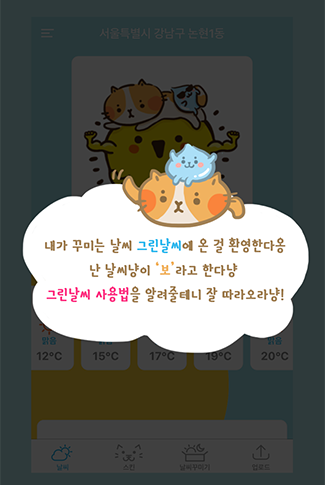 서울특별시 강남구 논현1동
내가 꾸미는 날씨 그린날씨에 온 걸 환영한다옹
난 날씨냥이 '보'라고 한다냥
그린날씨 사용법을 알려줄테니 잘 따라오라냥!
맑음 맑음
12°C 15°C 17°C 19°C 20°C
날씨 스킨 날씨꾸미기 업로드